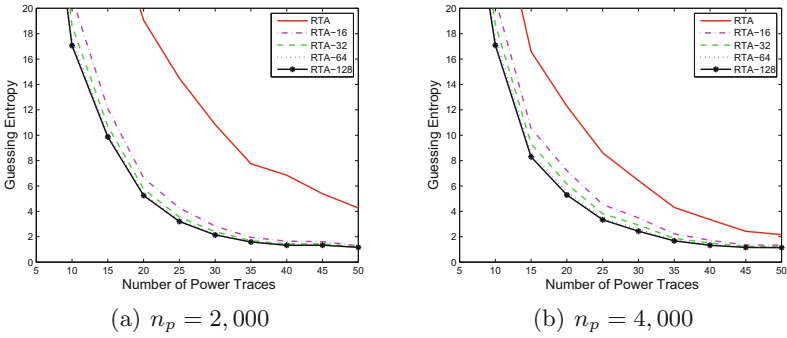 20
18
16
14
12
10
8
6
4
2
0
Guessing Entropy
5 10 15 20 25 30 35 40 45 50
Number of Power Traces
RTA
RTA−16
RTA−32
RTA−64
RTA−128
(a) n_p = 2,000
20
18
16
14
12
10
8
6
4
2
0
Guessing Entropy
5 10 15 20 25 30 35 40 45 50
Number of Power Traces
RTA
RTA−16
RTA−32
RTA−64
RTA−128
(b) n_p = 4,000